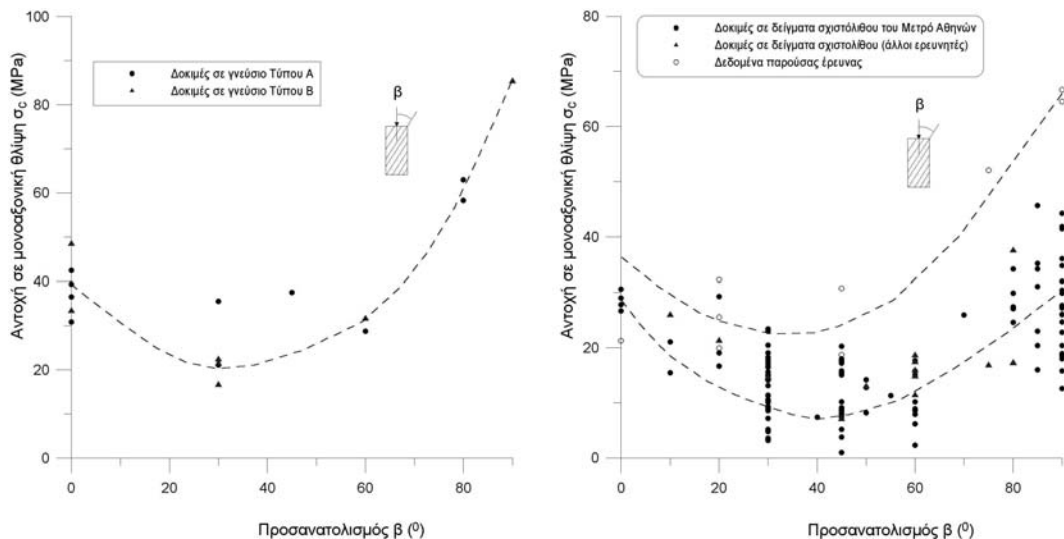 Αντοχή σε μονοαξονική θλίψη σc (MPa)
100
80
60
40
20
0
Δοκιμές σε γνεύσιο Τύπου Α
Δοκιμές σε γνεύσιο Τύπου Β
β
0
20
40
60
80
Προσανατολισμός β (⁰)
Αντοχή σε μονοαξονική θλίψη σc (MPa)
80
60
40
20
0
Δοκιμές σε δείγματα σχιστόλιθου του Μετρό Αθηνών
Δοκιμές σε δείγματα σχιστολίθου (άλλοι ερευνητές)
Δεδομένα παρούσας έρευνας
β
0
20
40
60
80
Προσανατολισμός β (⁰)